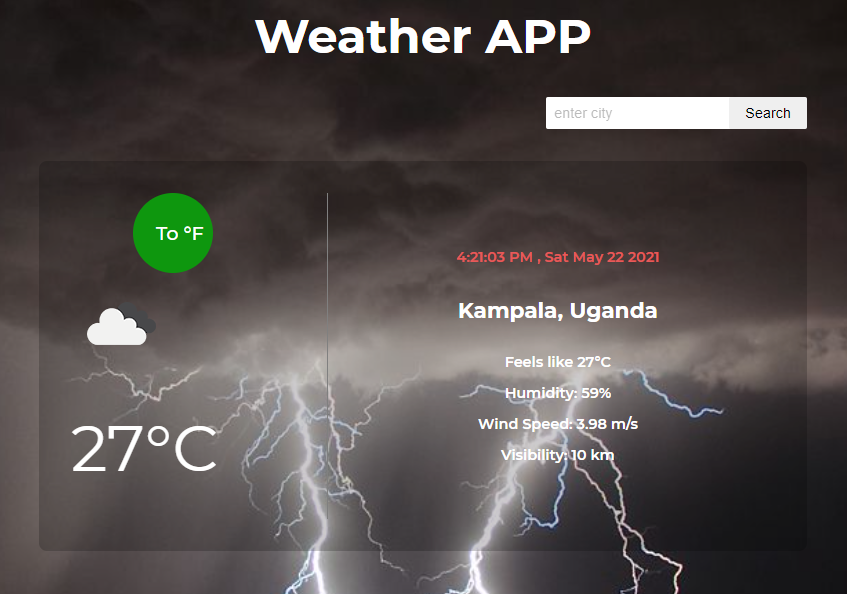 Weather APP
enter city
Search
To °F
27°C
4:21:03 PM , Sat May 22 2021
Kampala, Uganda
Feels like 27°C
Humidity: 59%
Wind Speed: 3.98 m/s
Visibility: 10 km